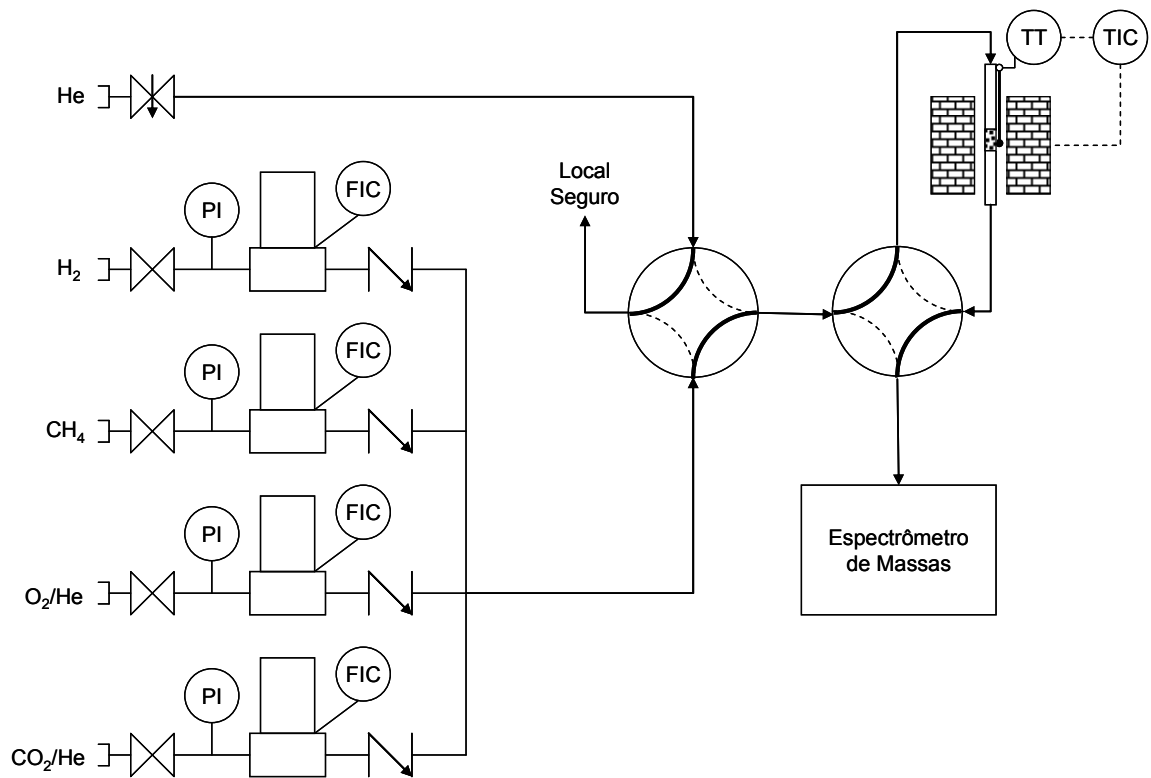 TT
TIC
He
Local
Seguro
PI
FIC
H₂
PI
FIC
CH₄
PI
FIC
O₂/He
Espectrômetro
de Massas
PI
FIC
CO₂/He